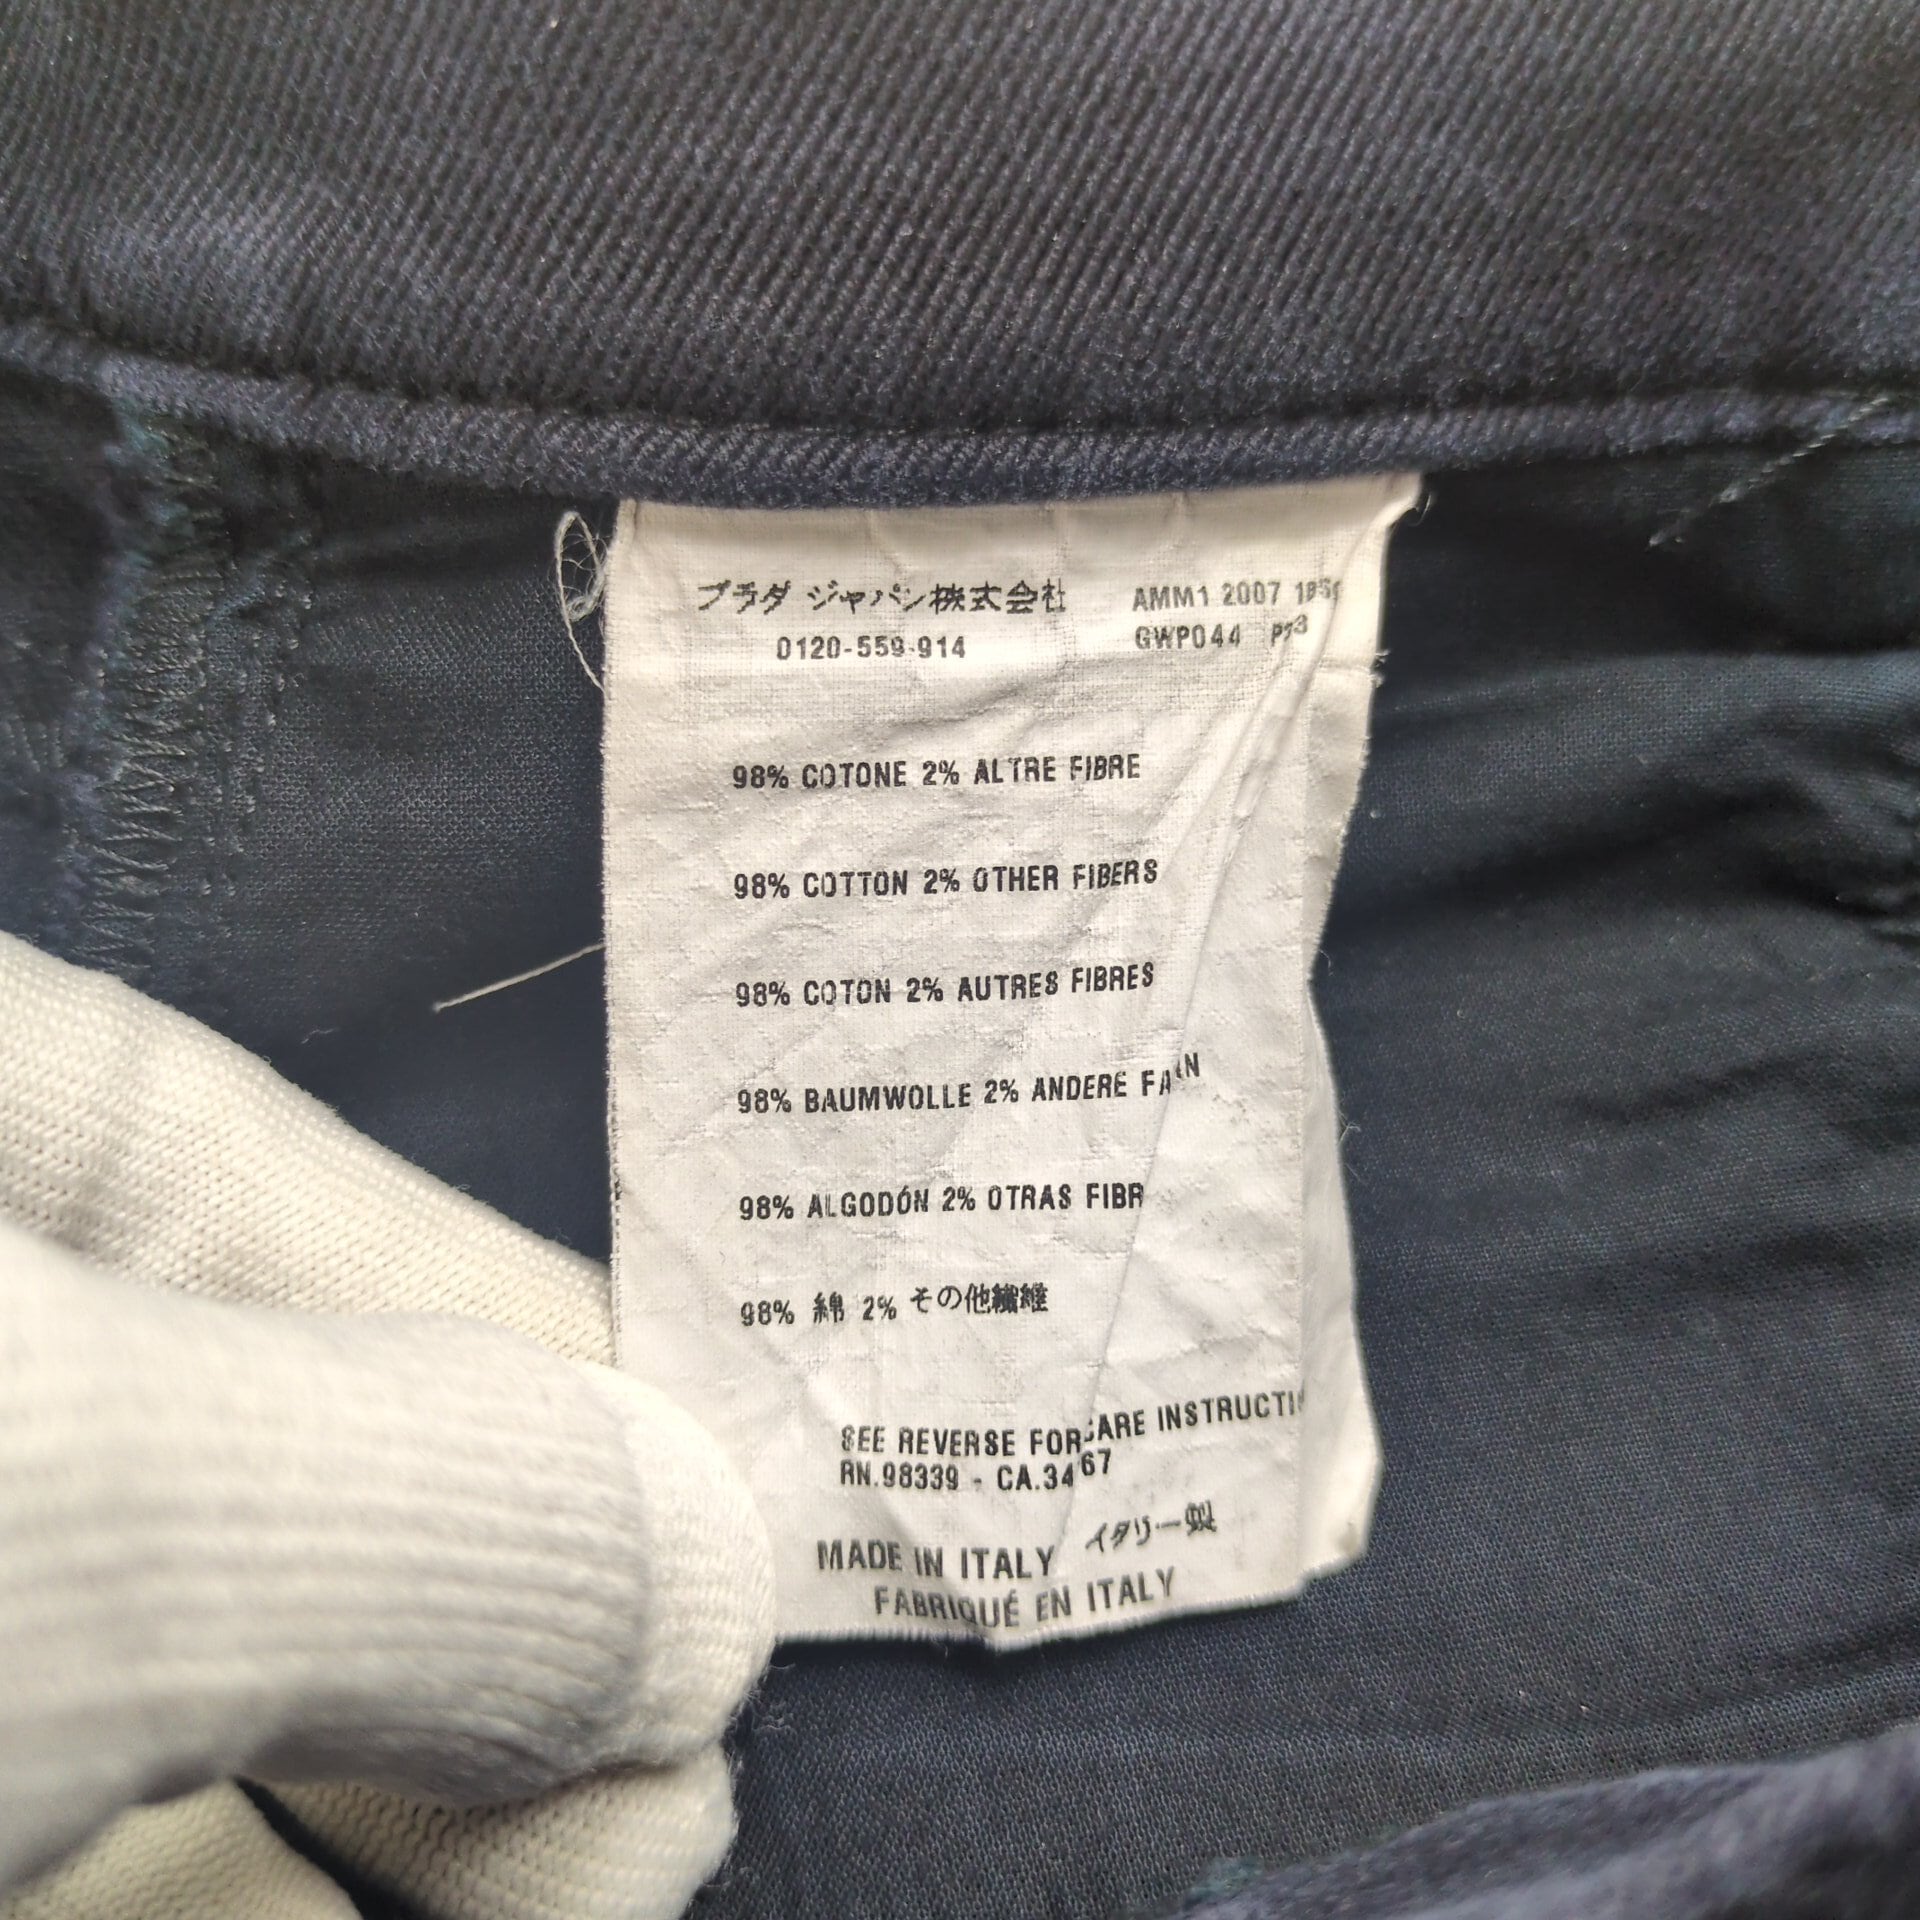 プラダ ジャパン株式会社
0120-559-914
AMM1 2007
GWP044
98% COTONE 2% ALTRE FIBRE
98% COTTON 2% OTHER FIBERS
98% COTON 2% AUTRES FIBRES
98% BAUMWOLLE 2% ANDERE
98% ALGODÓN 2% OTRAS FIBR
98% 綿 2% その他繊維
SEE REVERSE FOR CARE INSTRUCTI
RN.98339 - CA.3467
MADE IN ITALY イタリー製
FABRIQUÉ EN ITALY